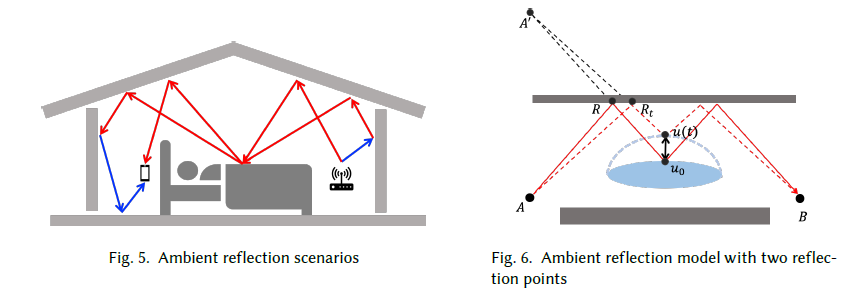 A'
R
R_t
u(t)
u_0
A
B
Fig. 5. Ambient reflection scenarios
Fig. 6. Ambient reflection model with two reflec-
tion points